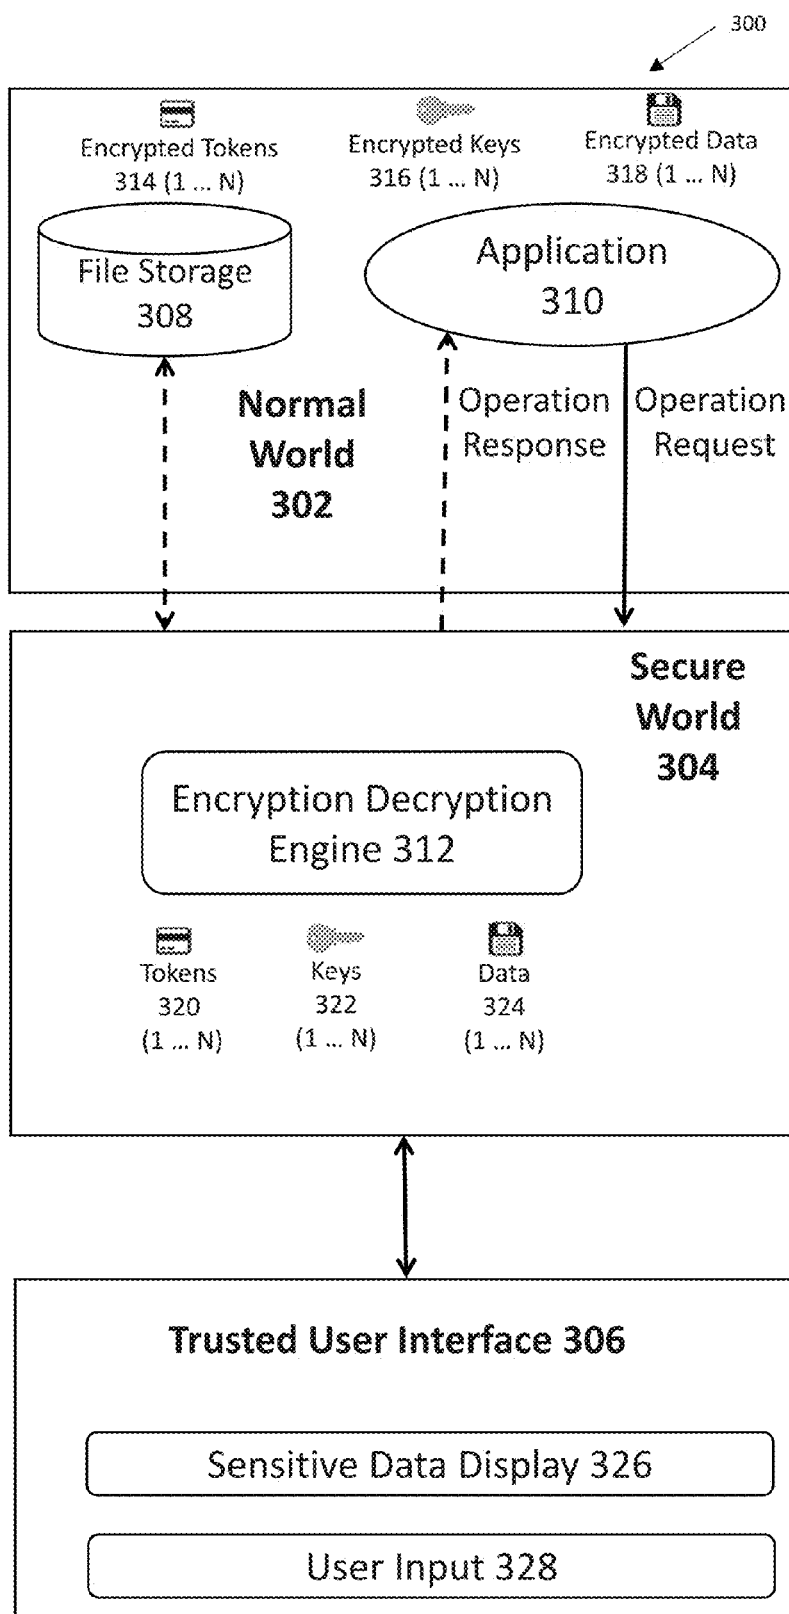 300
Encrypted Tokens
314 (1 ... N)
Encrypted Keys
316 (1 ... N)
Encrypted Data
318 (1 ... N)
File Storage
308
Application
310
Normal
World
302
Operation
Response
Operation
Request
Secure
World
304
Encryption Decryption
Engine 312
Tokens
320
(1 ... N)
Keys
322
(1 ... N)
Data
324
(1 ... N)
Trusted User Interface 306
Sensitive Data Display 326
User Input 328